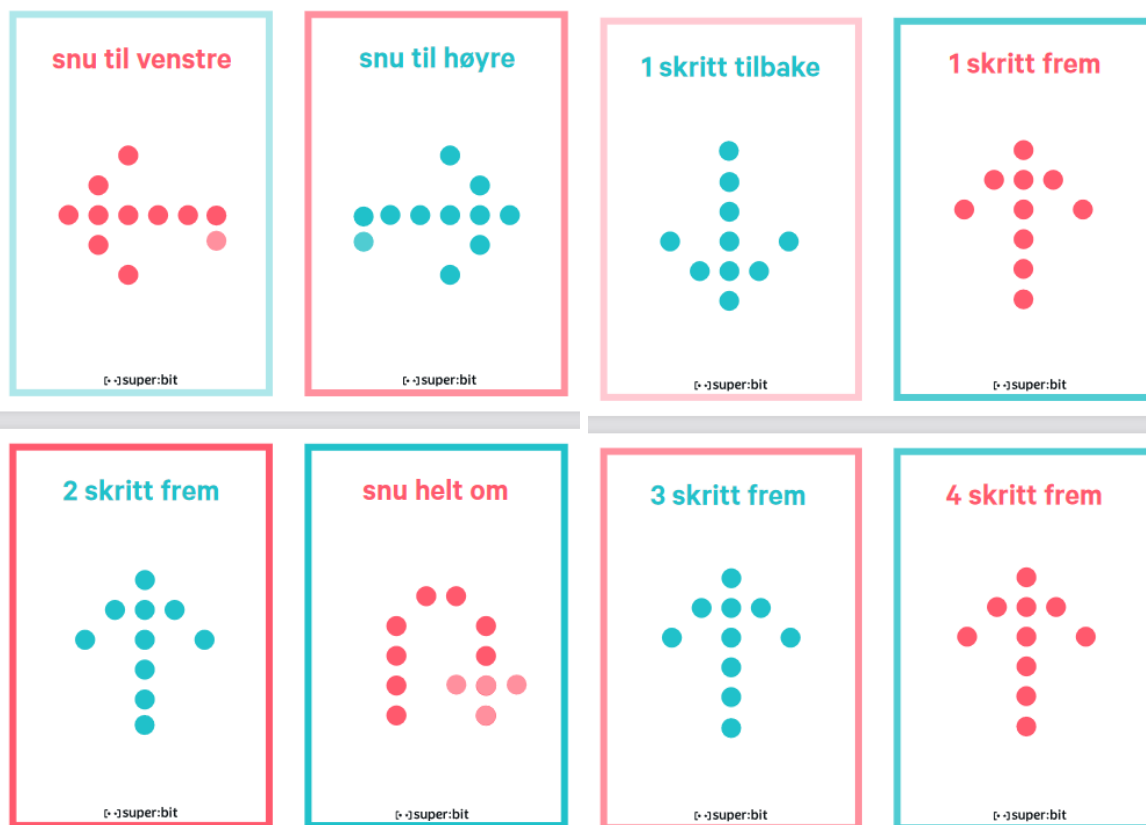 snu til venstre
[··]super:bit
snu til høyre
[··]super:bit
1 skritt tilbake
[··]super:bit
1 skritt frem
[··]super:bit
2 skritt frem
[··]super:bit
snu helt om
[··]super:bit
3 skritt frem
[··]super:bit
4 skritt frem
[··]super:bit